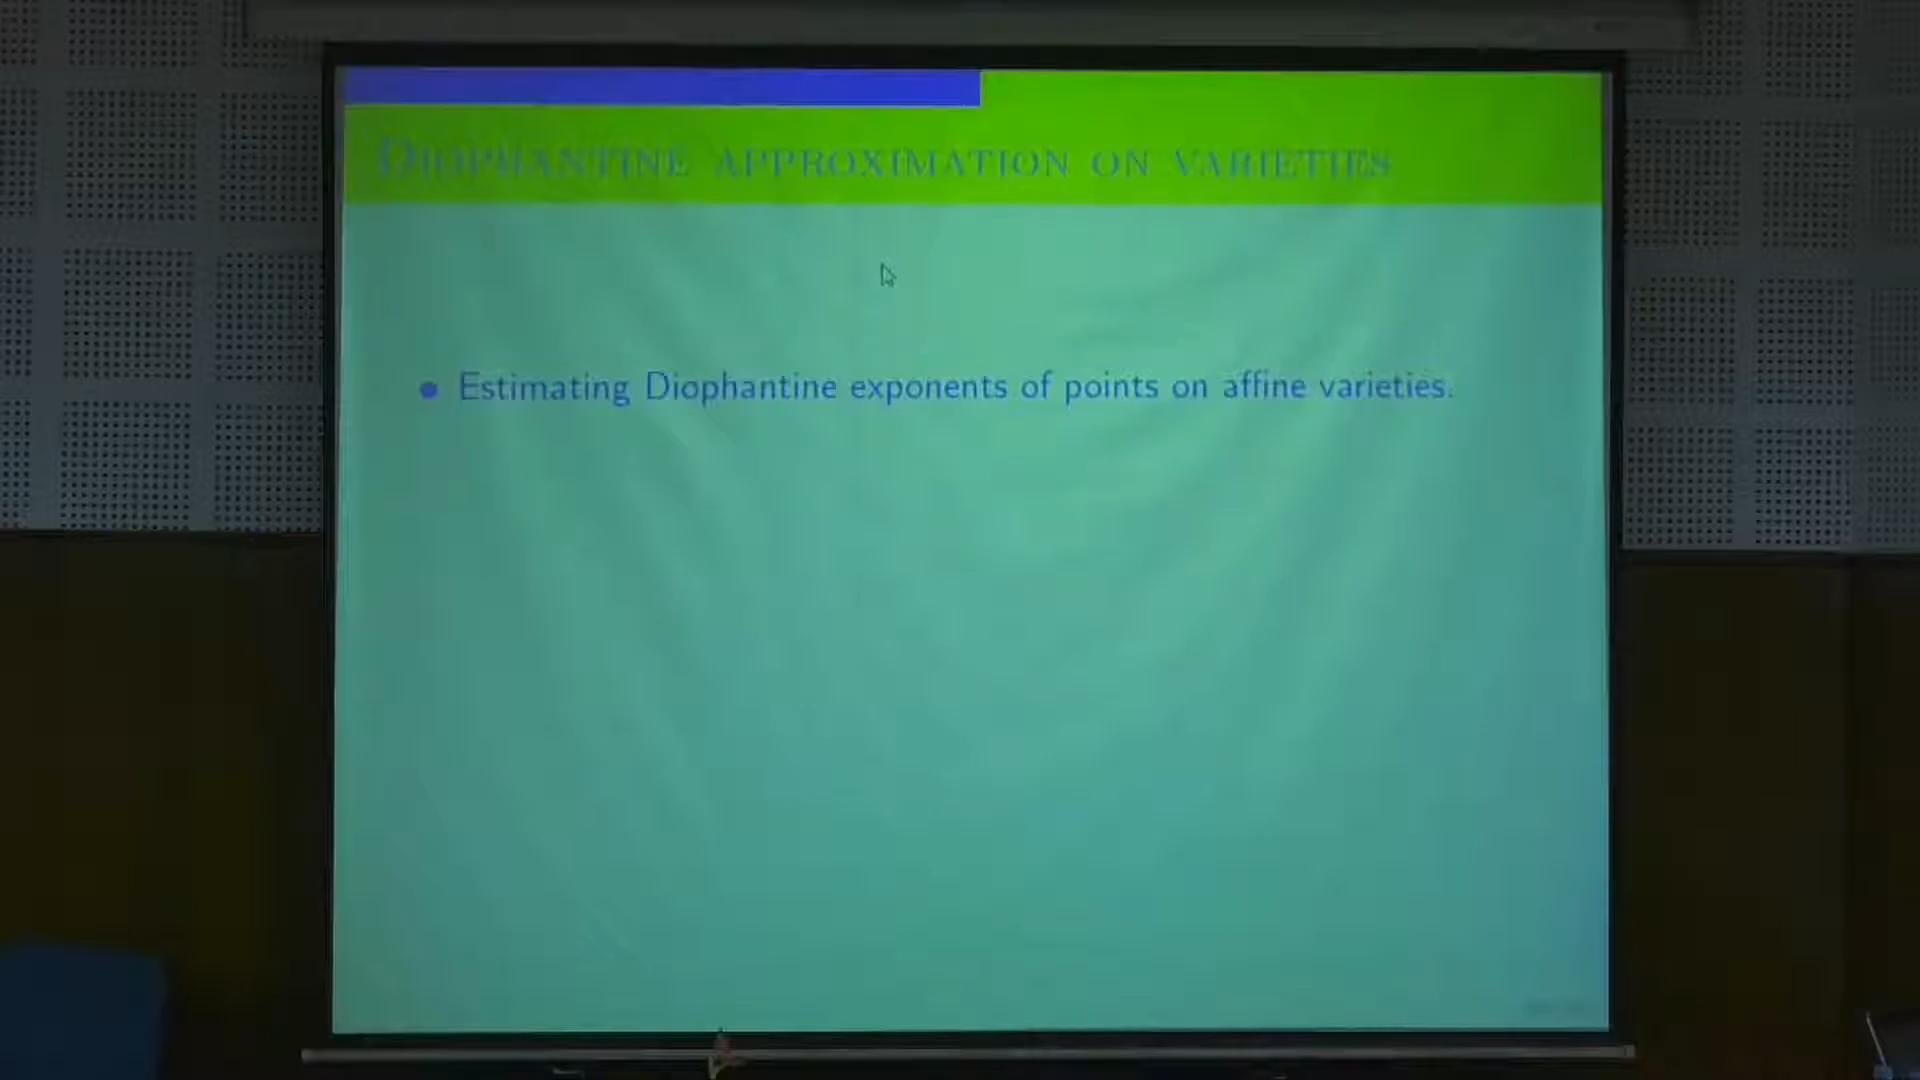 DIOPHANTINE APPROXIMATION ON VARIETIES
• Estimating Diophantine exponents of points on affine varieties.